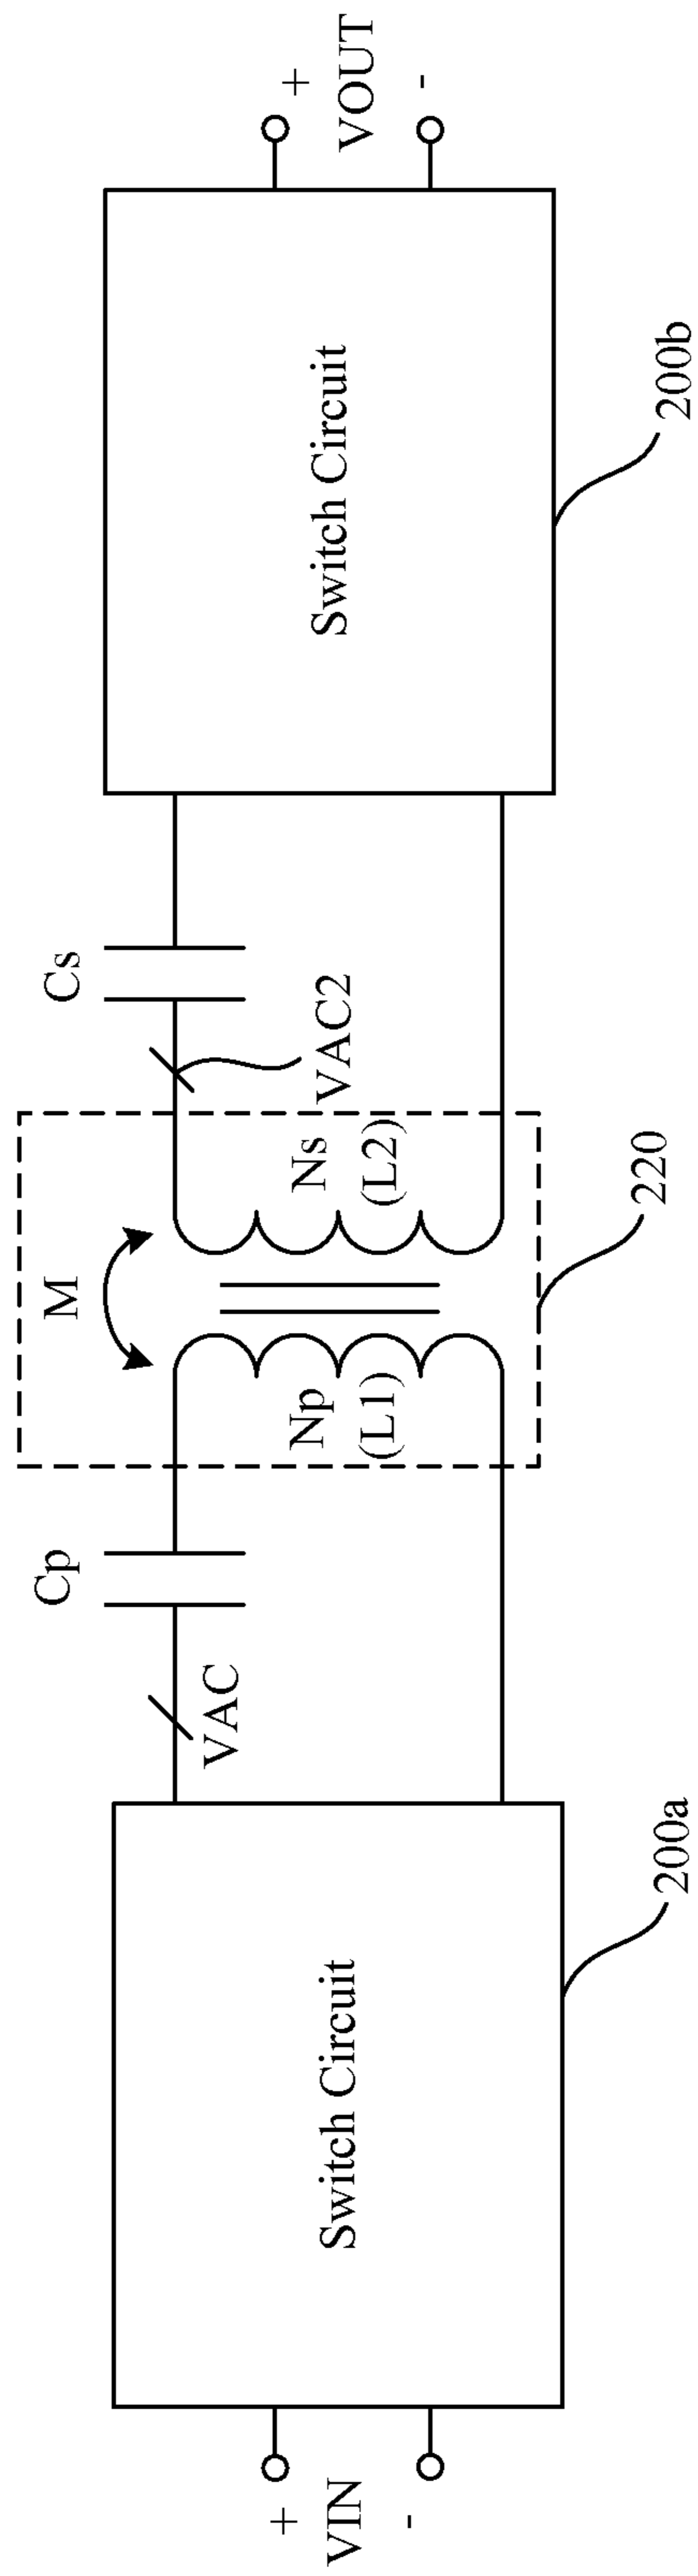 M
Cp
Cs
+
VIN
-
Switch Circuit
VAC
Np
(L1)
Ns
(L2)
VAC2
Switch Circuit
+
VOUT
-
200a
220
200b